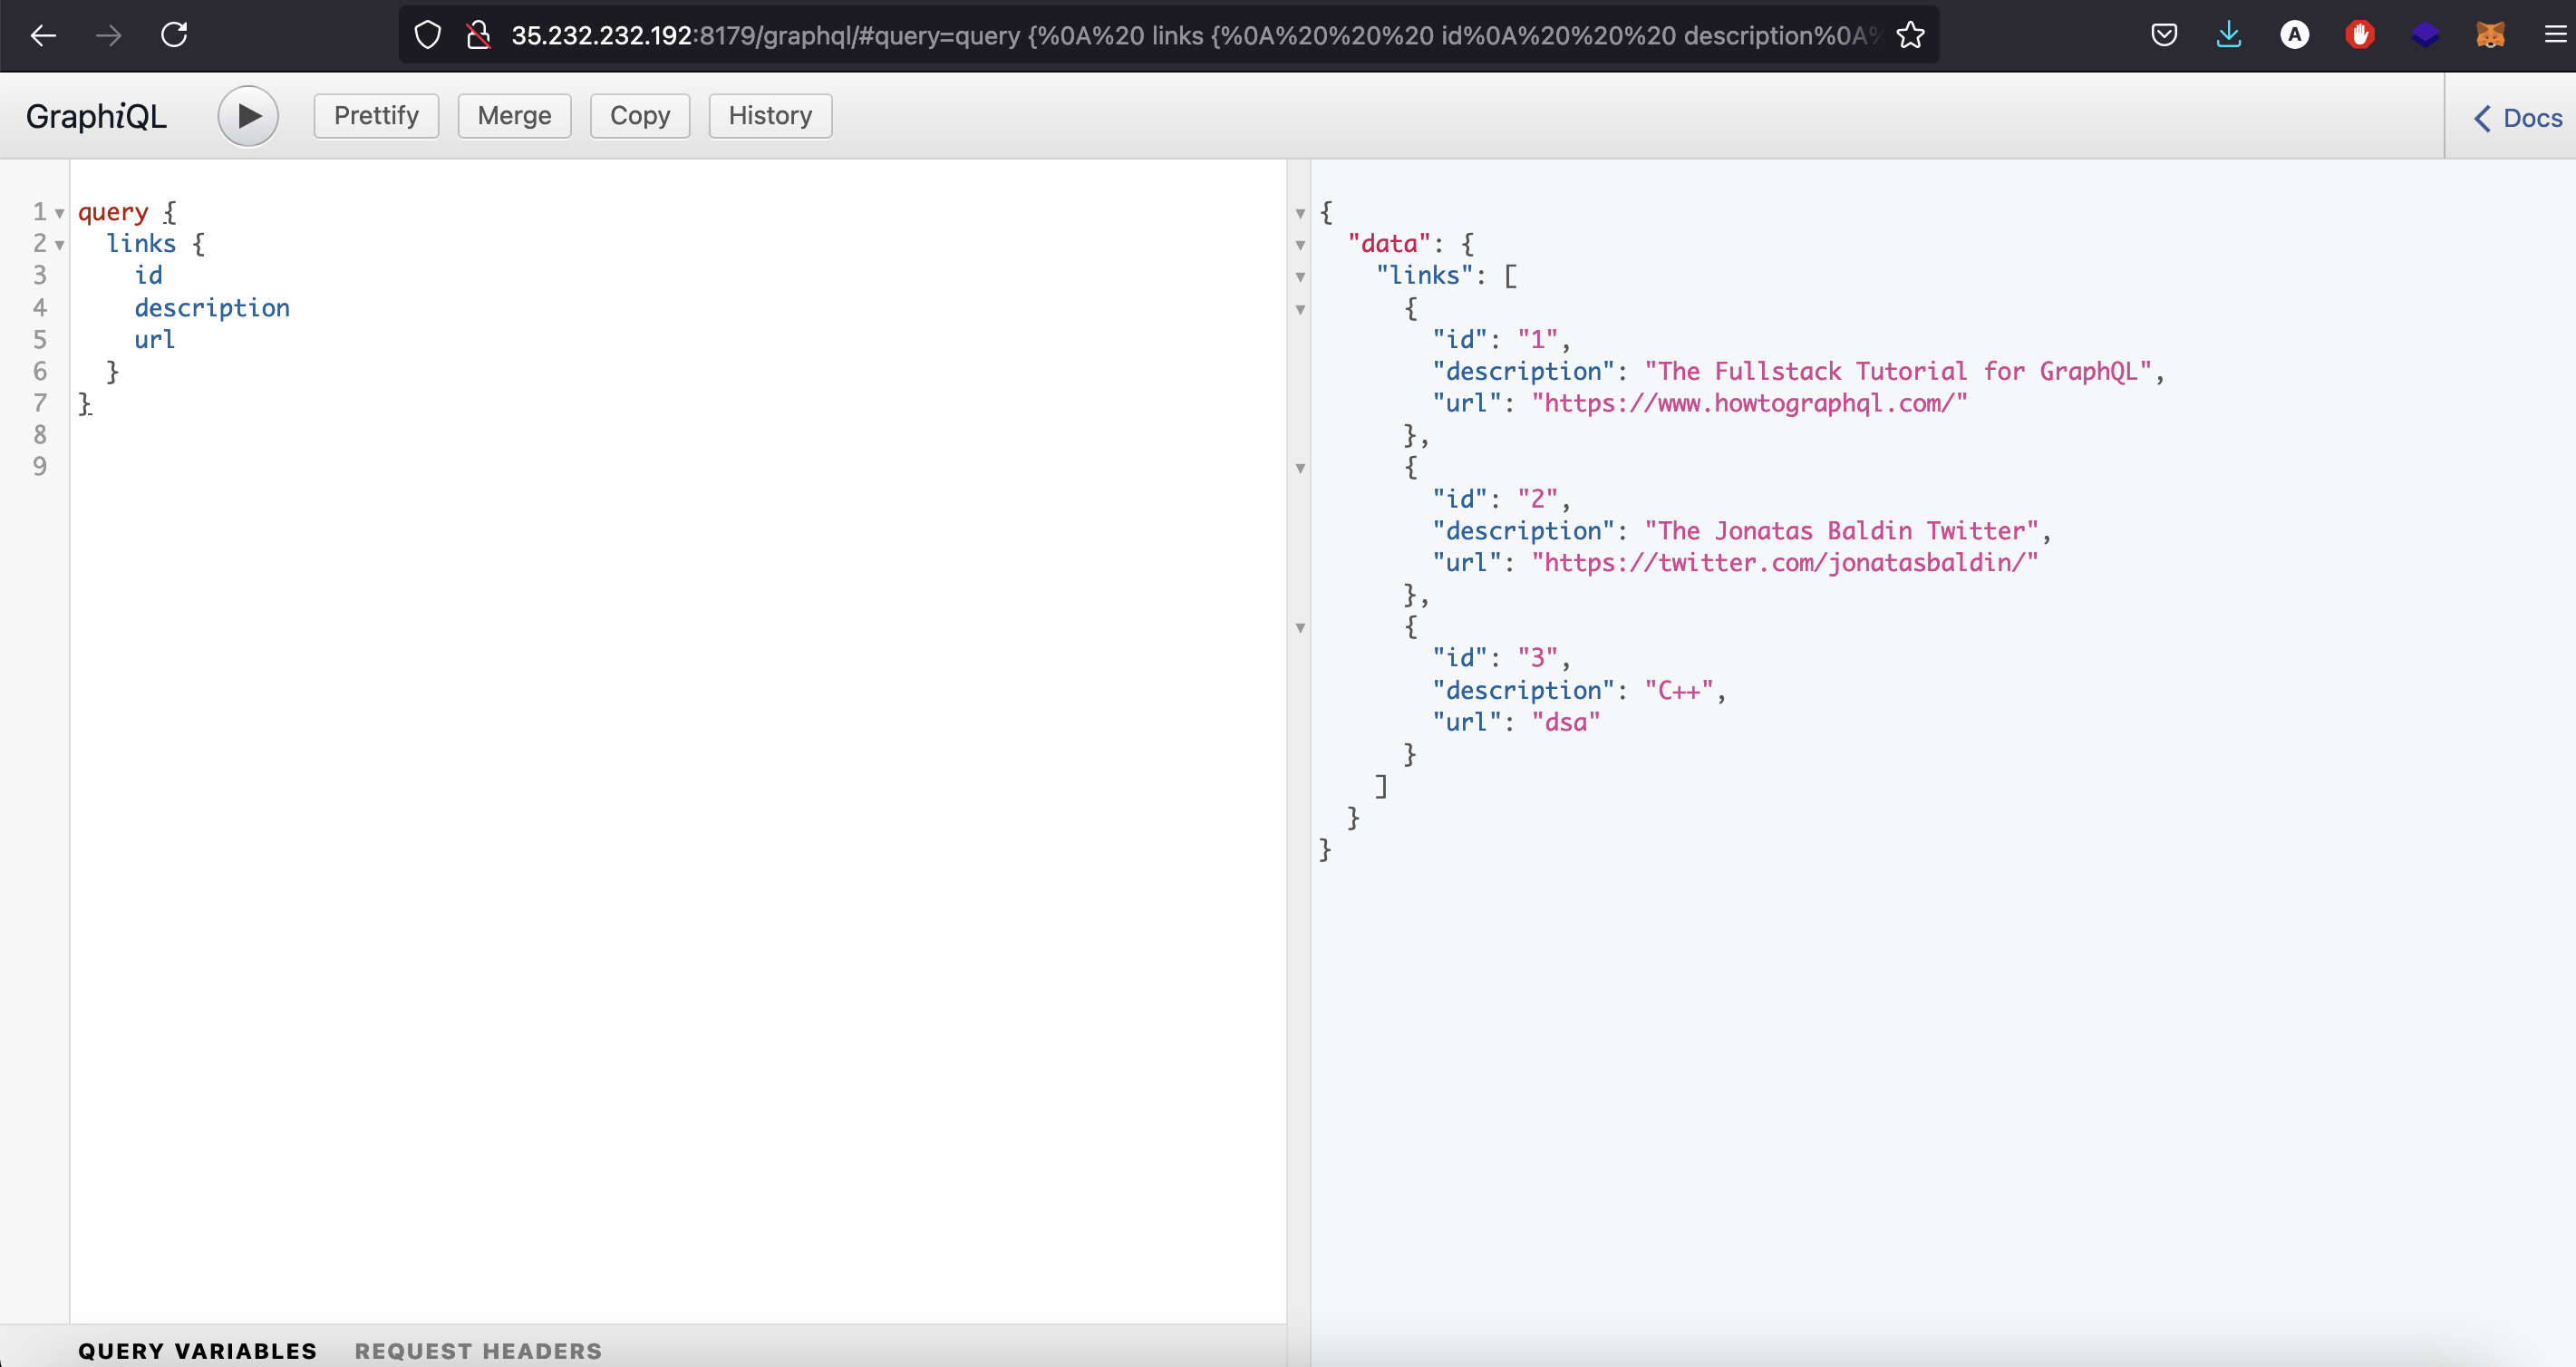 35.232.232.192:8179/graphql/#query=query {%0A%20 links {%0A%20%20%20 id%0A%20%20%20 description%0A%
A
GraphiQL
Prettify
Merge
Copy
History
Docs
1 query {
2   links {
3     id
4     description
5     url
6   }
7 }
8
9
{
  "data": {
    "links": [
      {
        "id": "1",
        "description": "The Fullstack Tutorial for GraphQL",
        "url": "https://www.howtographql.com/"
      },
      {
        "id": "2",
        "description": "The Jonatas Baldin Twitter",
        "url": "https://twitter.com/jonatasbaldin/"
      },
      {
        "id": "3",
        "description": "C++",
        "url": "dsa"
      }
    ]
  }
}
QUERY VARIABLES
REQUEST HEADERS